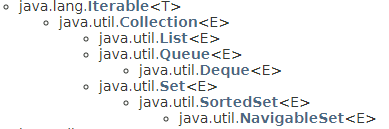 java.lang.Iterable<T>
java.util.Collection<E>
java.util.List<E>
java.util.Queue<E>
java.util.Deque<E>
java.util.Set<E>
java.util.SortedSet<E>
java.util.NavigableSet<E>